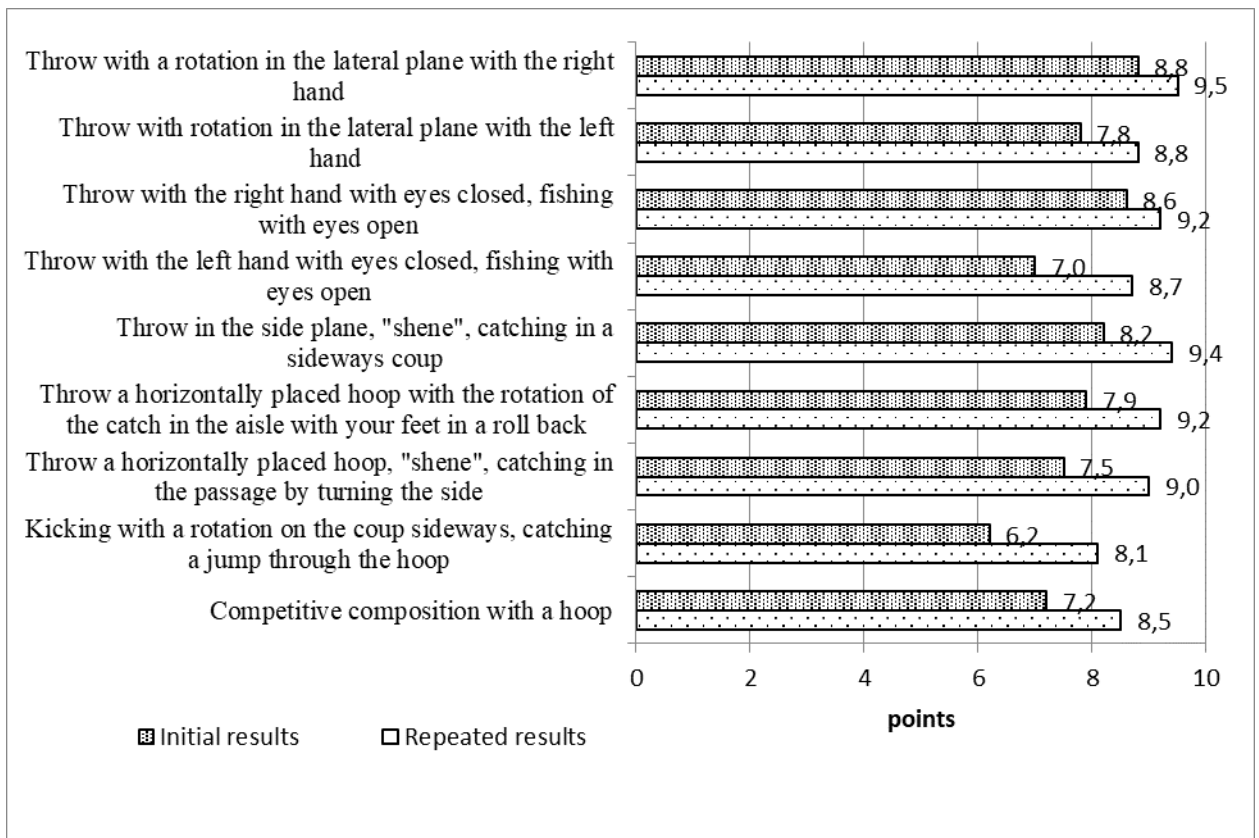 Throw with a rotation in the lateral plane with the right
hand
8,8
9,5
Throw with rotation in the lateral plane with the left
hand
7,8
8,8
Throw with the right hand with eyes closed, fishing
with eyes open
8,6
9,2
Throw with the left hand with eyes closed, fishing with
eyes open
7,0
8,7
Throw in the side plane, "shene", catching in a
sideways coup
8,2
9,4
Throw a horizontally placed hoop with the rotation of
the catch in the aisle with your feet in a roll back
7,9
9,2
Throw a horizontally placed hoop, "shene", catching in
the passage by turning the side
7,5
9,0
Kicking with a rotation on the coup sideways, catching
a jump through the hoop
6,2
8,1
Competitive composition with a hoop
7,2
8,5
0 2 4 6 8 10
points
Initial results Repeated results